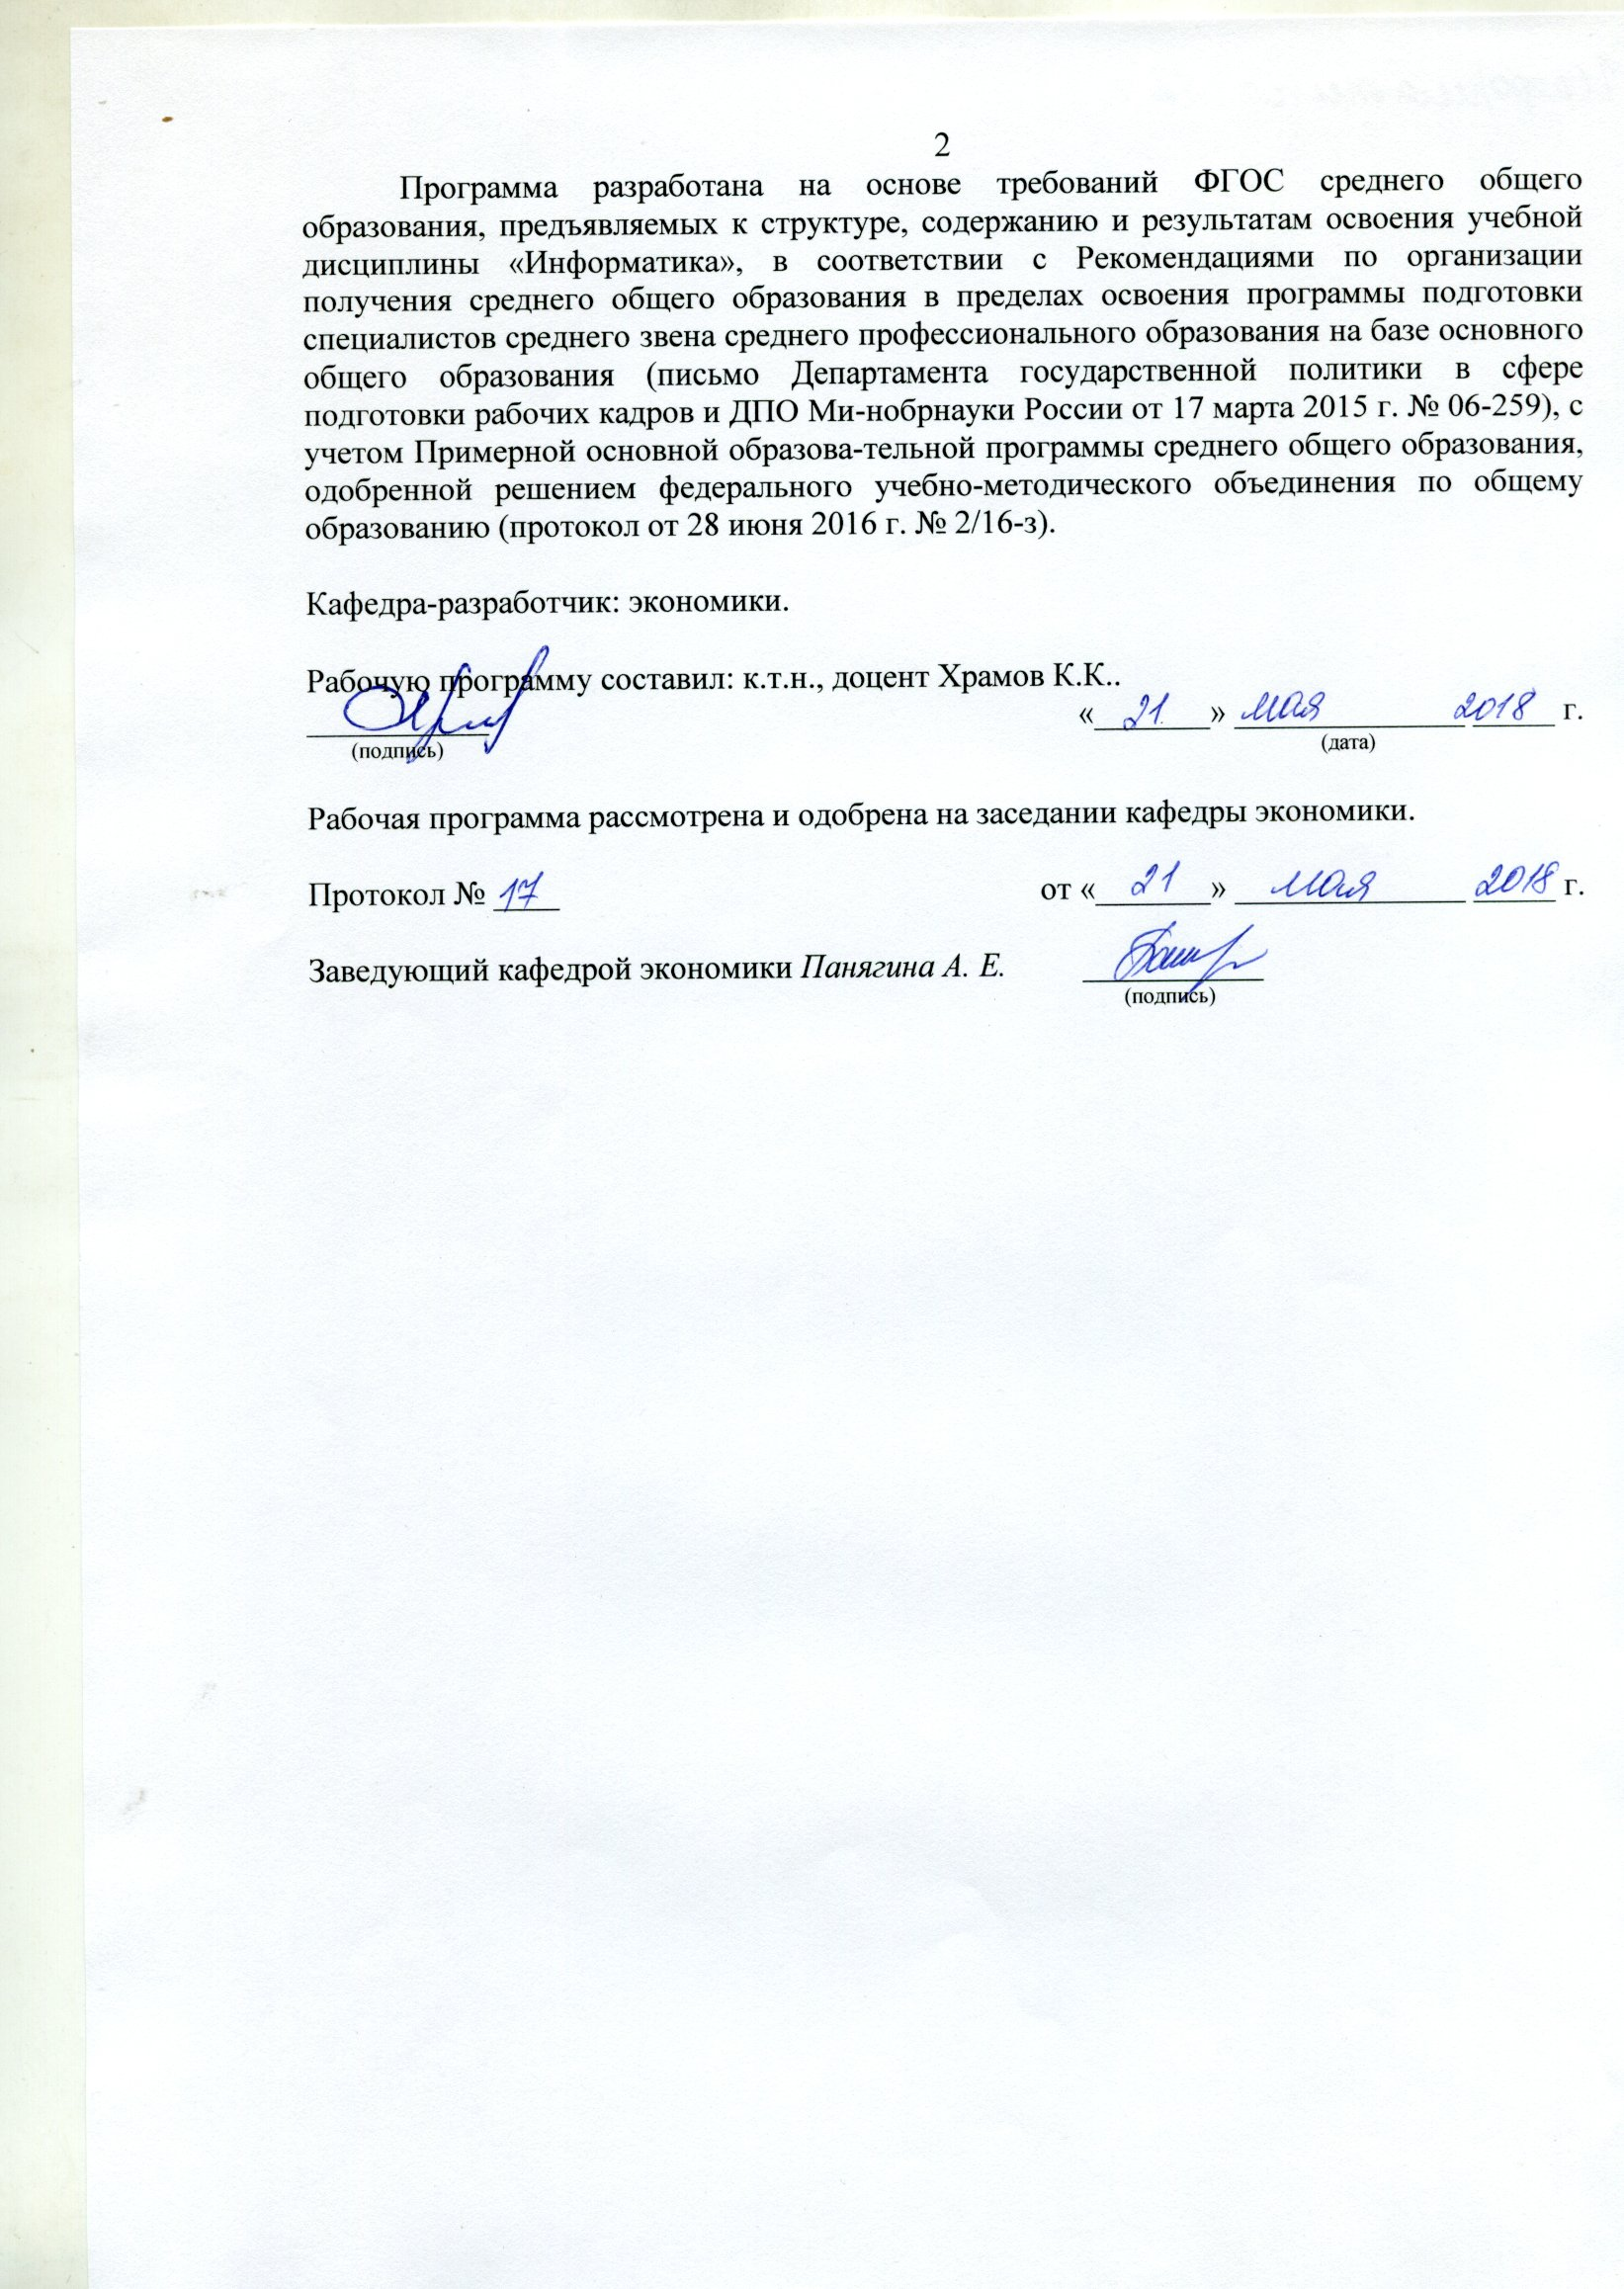 2
Программа разработана на основе требований ФГОС среднего общего
образования, предъявляемых к структуре, содержанию и результатам освоения учебной
дисциплины «Информатика», в соответствии с Рекомендациями по организации
получения среднего общего образования в пределах освоения программы подготовки
специалистов среднего звена среднего профессионального образования на базе основного
общего образования (письмо Департамента государственной политики в сфере
подготовки рабочих кадров и ДПО Ми-нобрнауки России от 17 марта 2015 г. № 06-259), с
учетом Примерной основной образова-тельной программы среднего общего образования,
одобренной решением федерального учебно-методического объединения по общему
образованию (протокол от 28 июня 2016 г. № 2/16-з).
Кафедра-разработчик: экономики.
Рабочую программу составил: к.т.н., доцент Храмов К.К..
«21» мая 2018 г.
(подпись) (дата)
Рабочая программа рассмотрена и одобрена на заседании кафедры экономики.
Протокол № 17 от «21» мая 2018 г.
Заведующий кафедрой экономики Панягина А. Е.
(подпись)